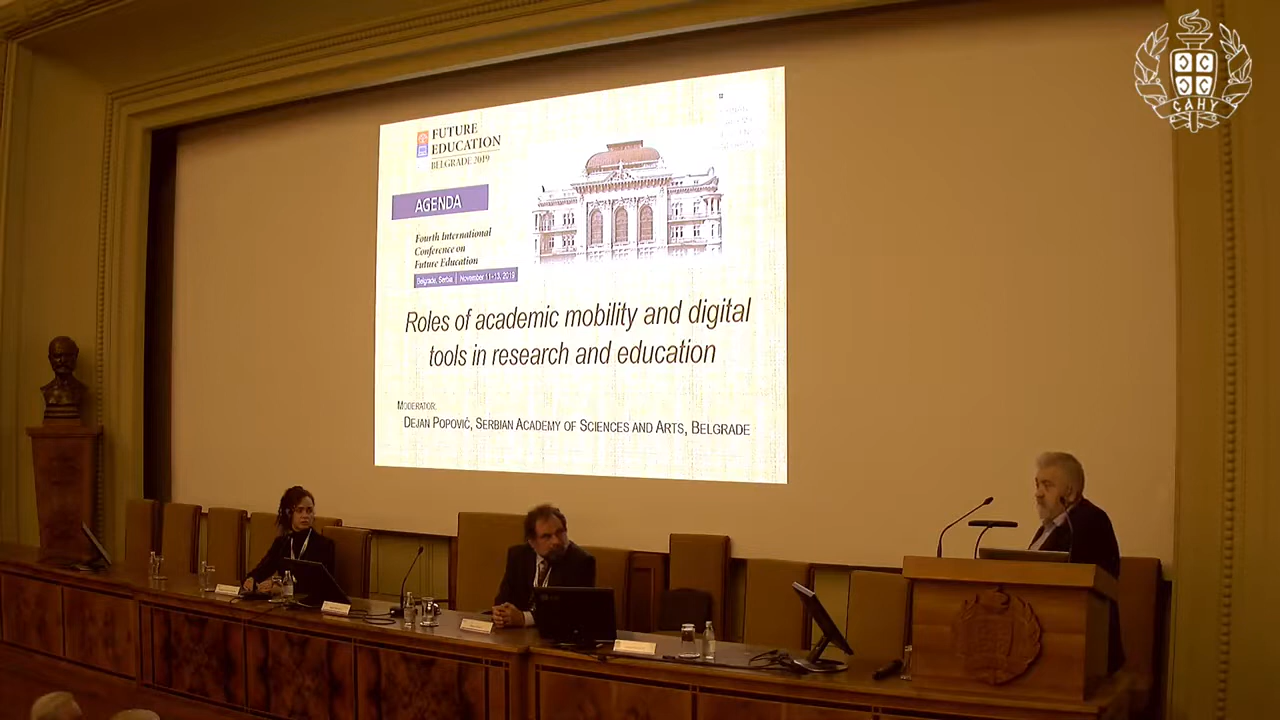 FUTURE
EDUCATION
BELGRADE 2019
AGENDA
Fourth International
Conference on
Future Education
Belgrade, Serbia | November 11-13, 2019
Roles of academic mobility and digital
tools in research and education
MODERATOR:
DEJAN POPOVIĆ, SERBIAN ACADEMY OF SCIENCES AND ARTS, BELGRADE
САНУ